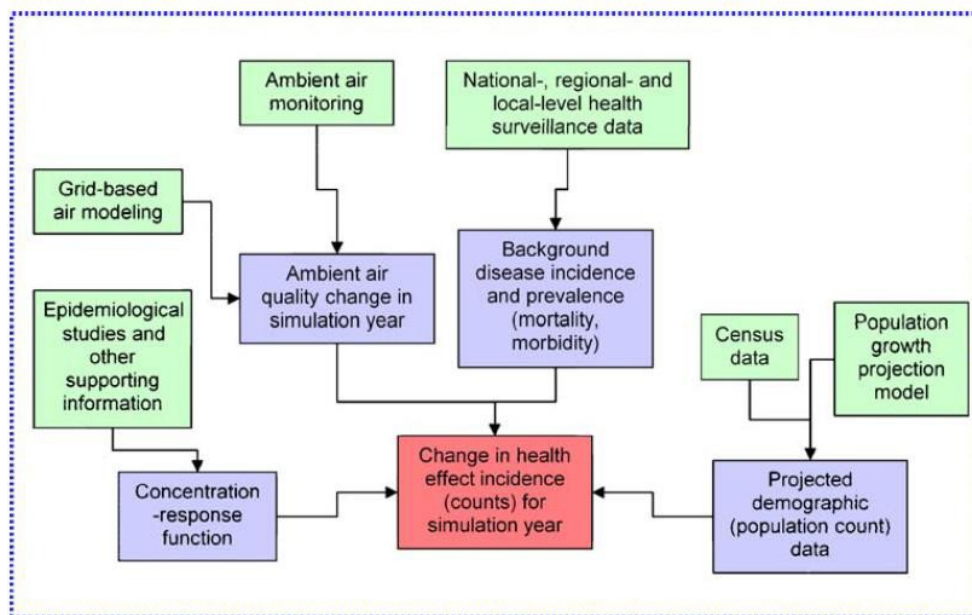 Ambient air
monitoring
National-, regional- and
local-level health
surveillance data
Grid-based
air modeling
Ambient air
quality change in
simulation year
Background
disease incidence
and prevalence
(mortality,
morbidity)
Epidemiological
studies and
other
supporting
information
Census
data
Population
growth
projection
model
Concentration
-response
function
Change in health
effect incidence
(counts) for
simulation year
Projected
demographic
(population count)
data